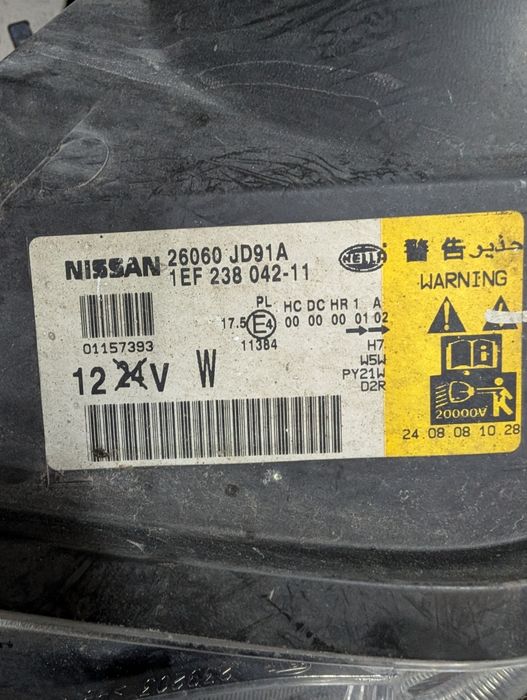 NISSAN 26060 JD91A
1EF 238 042-11
HELLA
警告 حذير
WARNING
01157393
PL HC DC HR 1 A
17.5 E4 00 00 00 01 02
11384
12 24 V W
H7
W5W
PY21W
D2R
20000V
24.08.08 10.28